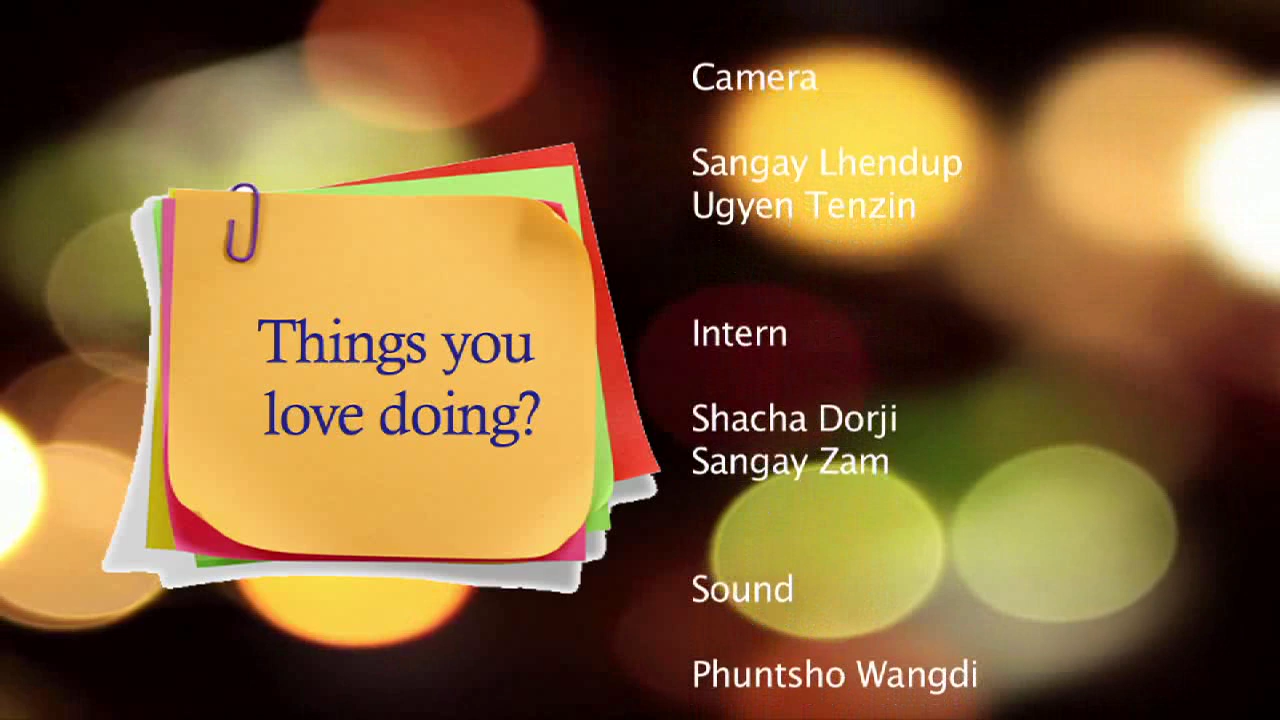 Things you
love doing?
Camera
Sangay Lhendup
Ugyen Tenzin
Intern
Shacha Dorji
Sangay Zam
Sound
Phuntsho Wangdi